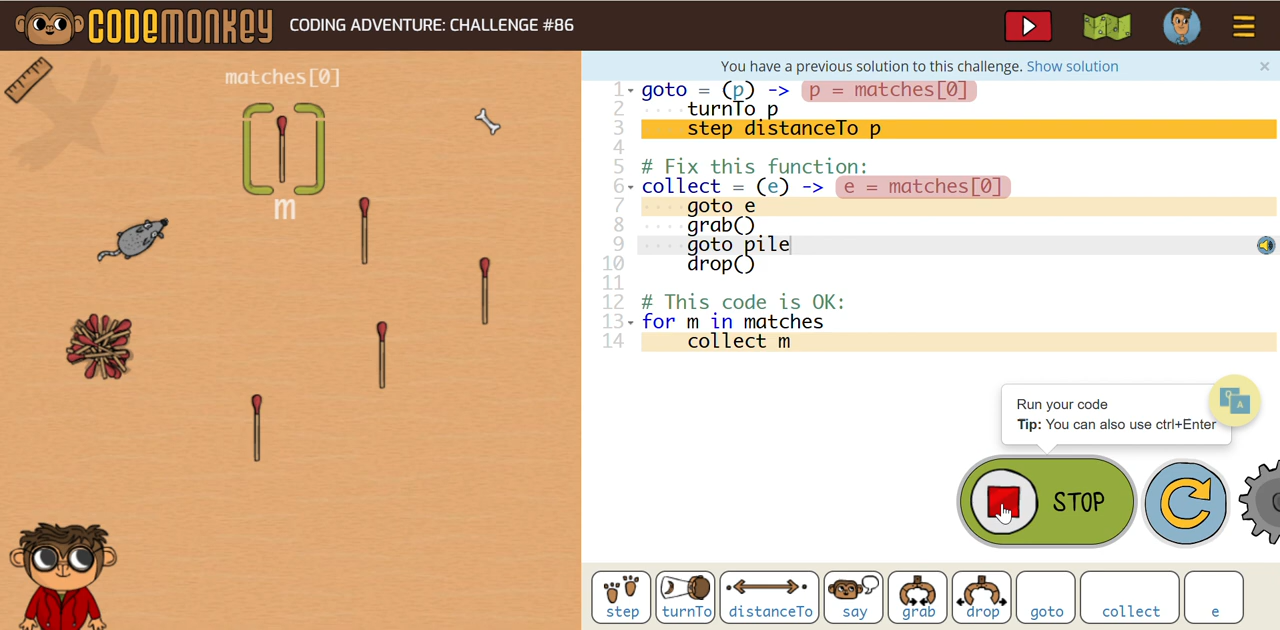 CODEMONKEY CODING ADVENTURE: CHALLENGE #86
You have a previous solution to this challenge. Show solution ×
matches[0]
m
1 goto = (p) -> p = matches[0]
2 turnTo p
3 step distanceTo p
4
5 # Fix this function:
6 collect = (e) -> e = matches[0]
7 goto e
8 grab()
9 goto pile
10 drop()
11
12 # This code is OK:
13 for m in matches
14 collect m
Run your code
Tip: You can also use ctrl+Enter
Q A
STOP
step turnTo distanceTo say grab drop goto collect e